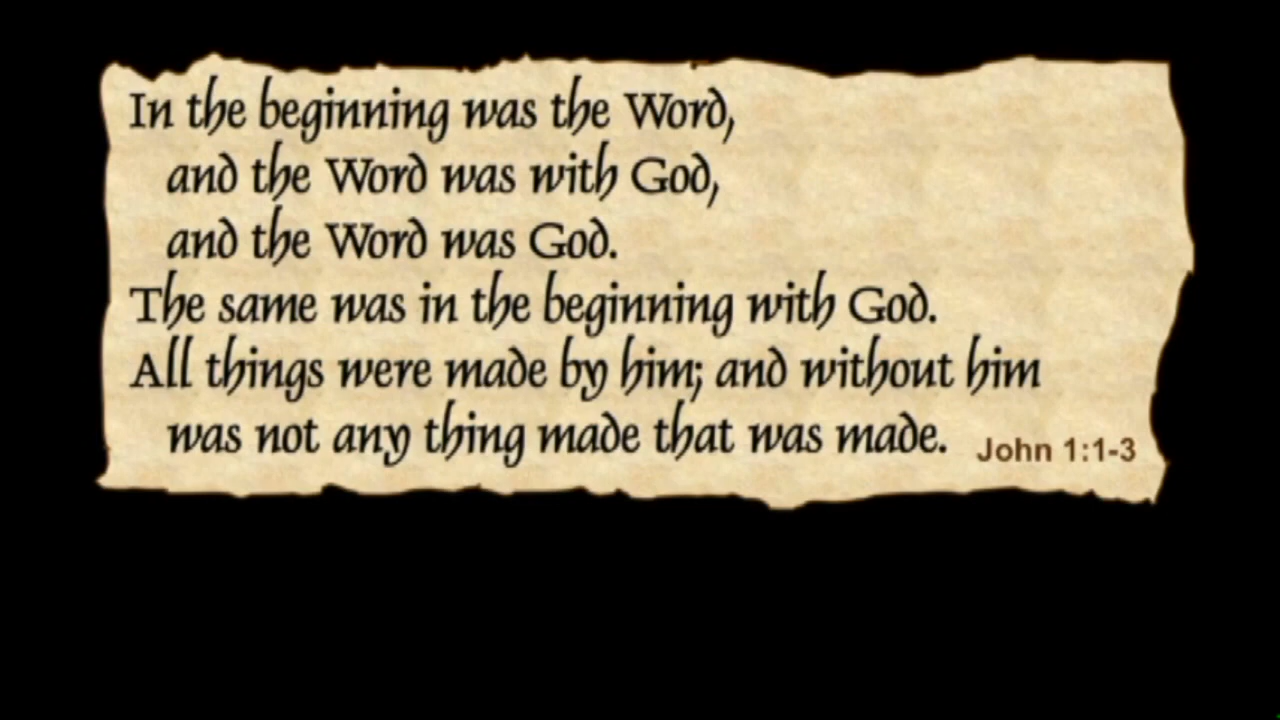 In the beginning was the Word,
and the Word was with God,
and the Word was God.
The same was in the beginning with God.
All things were made by him; and without him
was not any thing made that was made.
John 1:1-3